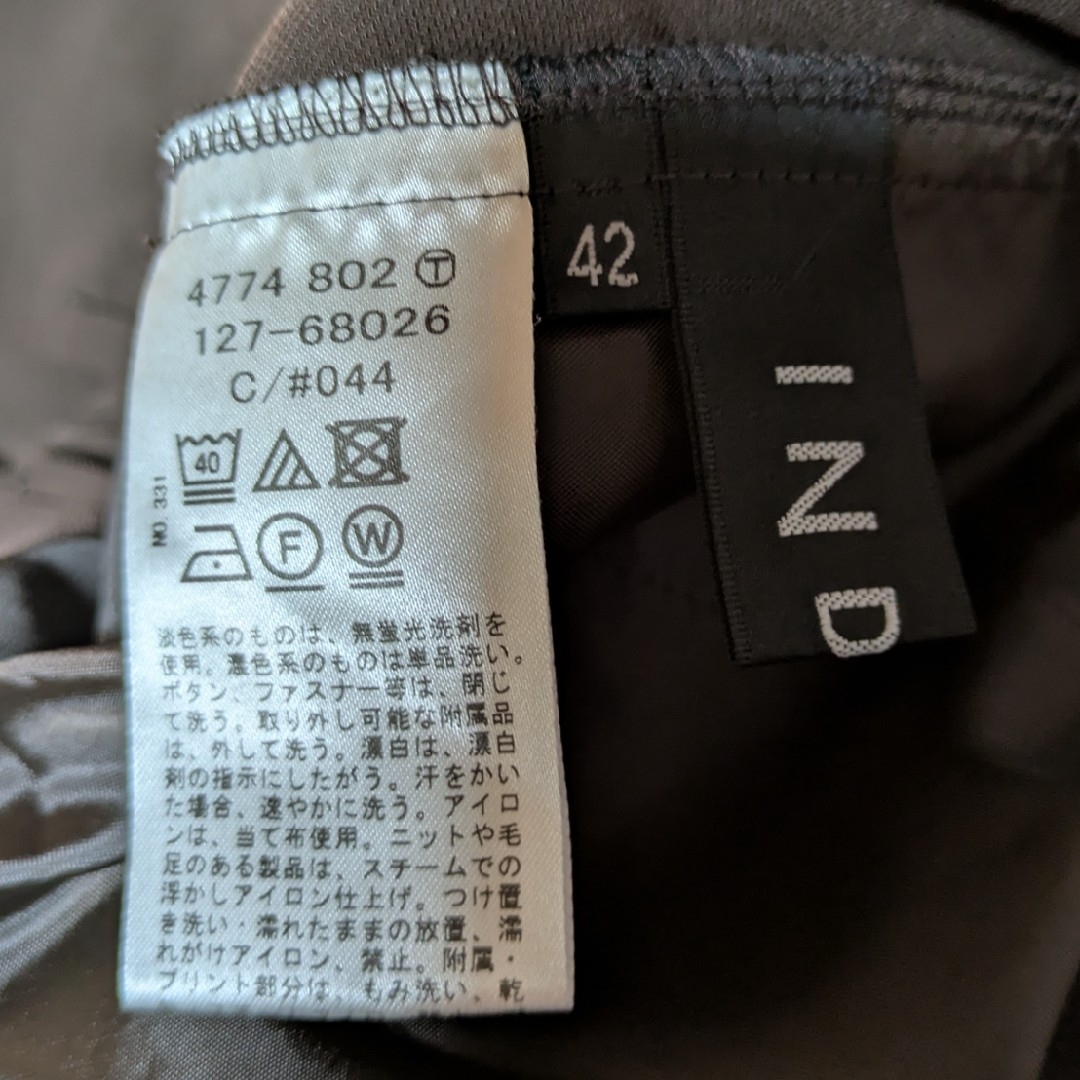 4774 802 Ⓣ
127-68026
C/#044
40
NO.331
F
W
淡色系のものは、無蛍光洗剤を
使用。濃色系のものは単品洗い。
ボタン、ファスナー等は、閉じ
て洗う。取り外し可能な附属品
は、外して洗う。漂白は、漂白
剤の指示にしたがう。汗をかい
た場合、速やかに洗う。アイロ
ンは、当て布使用。ニットや毛
足のある製品は、スチームでの
浮かしアイロン仕上げ。つけ置
き洗い・濡れたままの放置、濡
れがけアイロン、禁止。附属・
プリント部分は、もみ洗い、乾
42
IND